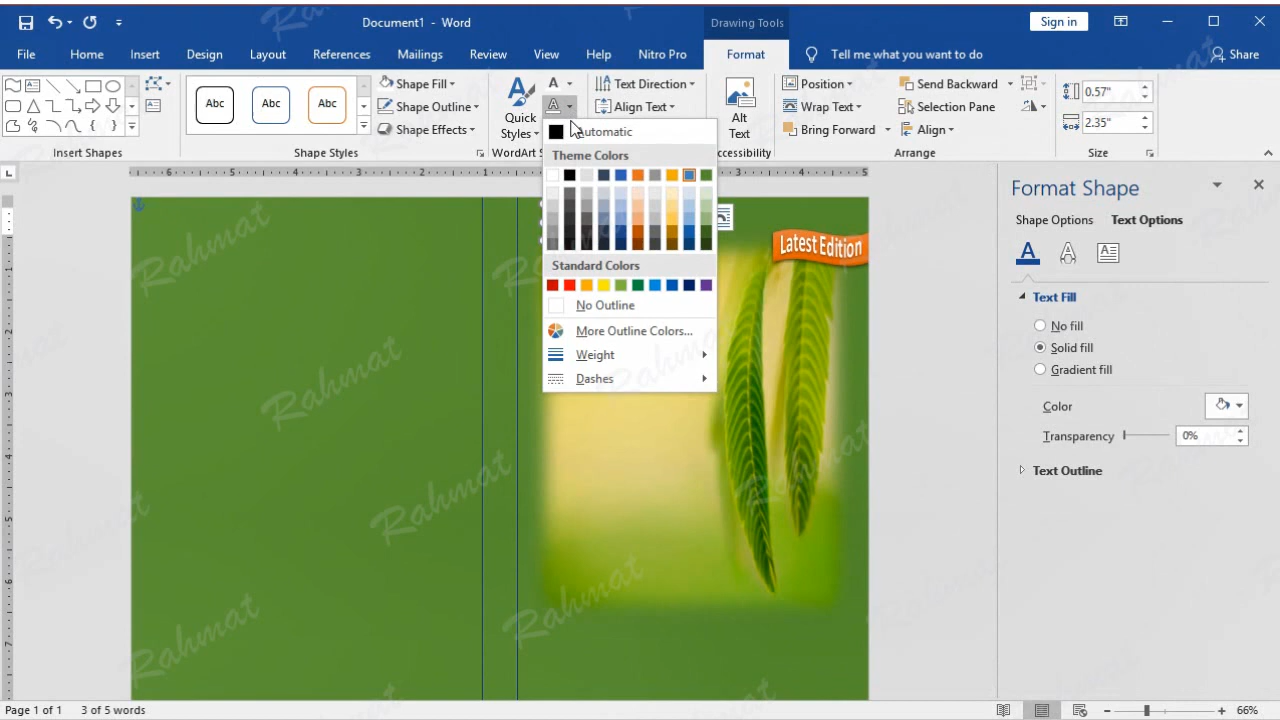 Document1 - Word
Drawing Tools
Sign in
File Home Insert Design Layout References Mailings Review View Help Nitro Pro Format Tell me what you want to do Share
Abc Abc Abc
Shape Fill
Shape Outline
Shape Effects
Quick
Styles
A
A
Text Direction
Align Text
Alt
Text
Position
Wrap Text
Bring Forward
Send Backward
Selection Pane
Align
0.57"
2.35"
Insert Shapes
Shape Styles
WordArt S
ccessibility
Arrange
Size
Automatic
Theme Colors
Standard Colors
No Outline
More Outline Colors...
Weight
Dashes
Latest Edition
Format Shape
Shape Options Text Options
Text Fill
No fill
Solid fill
Gradient fill
Color
Transparency 0%
Text Outline
Rahmat
Rahmat
Rahmat
Rahmat
Rahmat
Page 1 of 1 3 of 5 words
66%